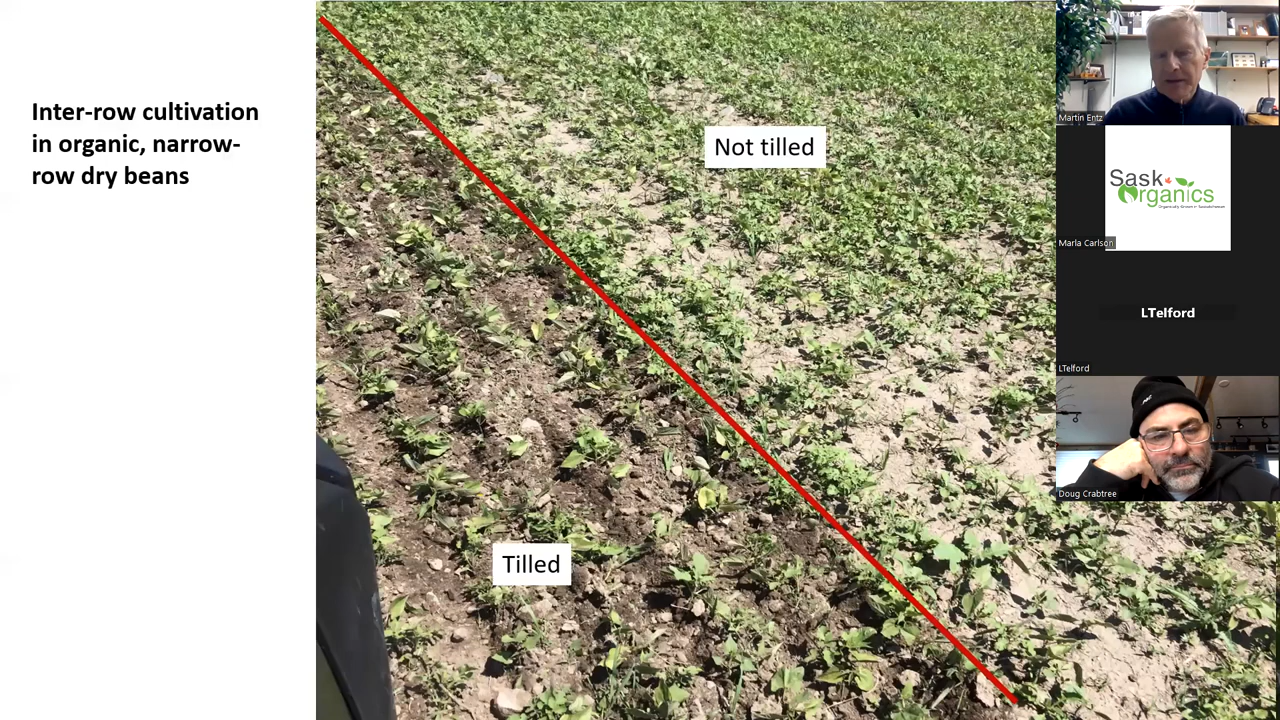 Inter-row cultivation
in organic, narrow-
row dry beans
Not tilled
Tilled
Martin Entz
Sask
Organics
Marla Carlson
LTelford
LTelford
Doug Crabtree